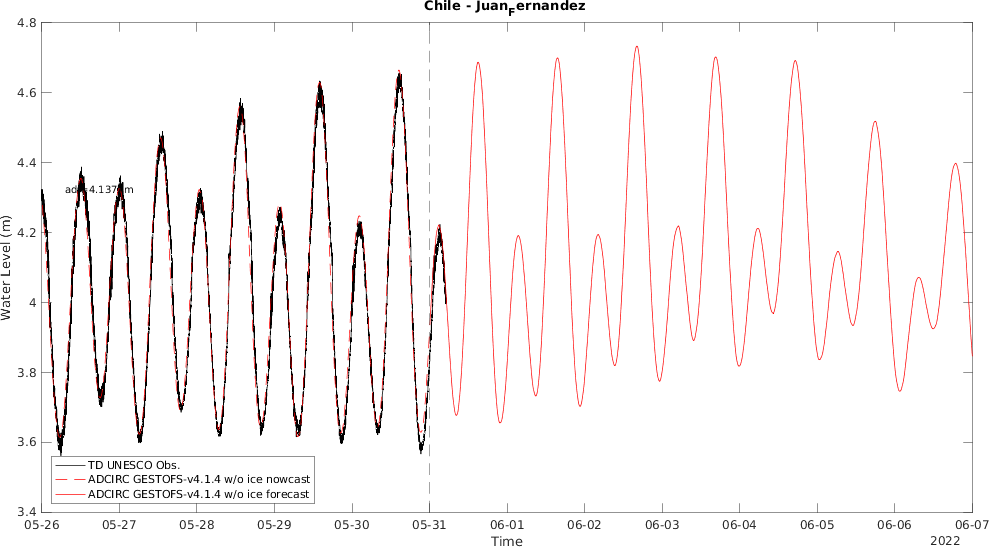 Chile - Juan_Fernandez
4.8
4.6
4.4
4.2
4
3.8
3.6
3.4
Water Level (m)
TD UNESCO Obs.
ADCIRC GESTOFS-v4.1.4 w/o ice nowcast
ADCIRC GESTOFS-v4.1.4 w/o ice forecast
05-26 05-27 05-28 05-29 05-30 05-31 06-01 06-02 06-03 06-04 06-05 06-06 06-07
Time
2022